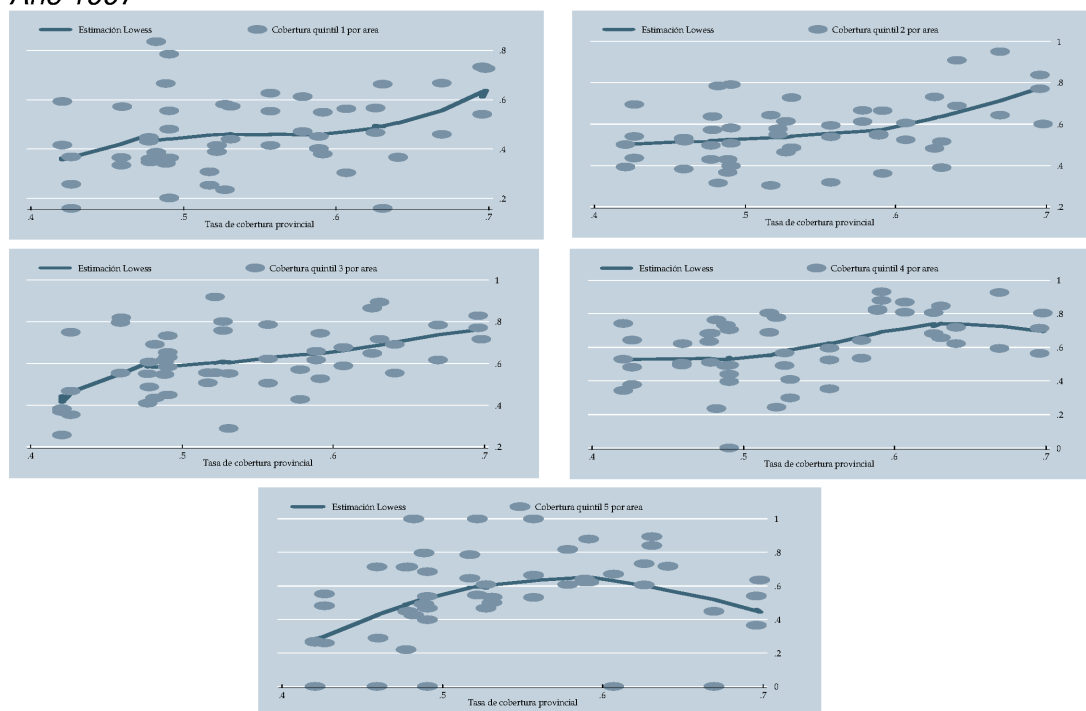 Año 1997
Estimación Lowess Cobertura quintil 1 por area
.8
.6
.4
.2
.4 .5 .6 .7
Tasa de cobertura provincial
Estimación Lowess Cobertura quintil 2 por area
1
.8
.6
.4
.2
.4 .5 .6 .7
Tasa de cobertura provincial
Estimación Lowess Cobertura quintil 3 por area
1
.8
.6
.4
.2
.4 .5 .6 .7
Tasa de cobertura provincial
Estimación Lowess Cobertura quintil 4 por area
1
.8
.6
.4
.2
0
.4 .5 .6 .7
Tasa de cobertura provincial
Estimación Lowess Cobertura quintil 5 por area
1
.8
.6
.4
.2
0
.4 .5 .6 .7
Tasa de cobertura provincial